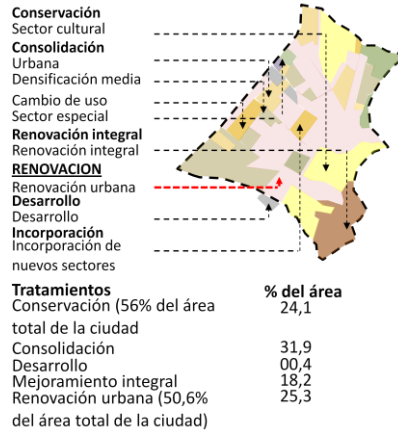 Conservación
Sector cultural
Consolidación
Urbana
Densificación media
Cambio de uso
Sector especial
Renovación integral
Renovación integral
RENOVACION
Renovación urbana
Desarrollo
Desarrollo
Incorporación
Incorporación de
nuevos sectores
Tratamientos % del área
Conservación (56% del área 24,1
total de la ciudad
Consolidación 31,9
Desarrollo 00,4
Mejoramiento integral 18,2
Renovación urbana (50,6% 25,3
del área total de la ciudad)